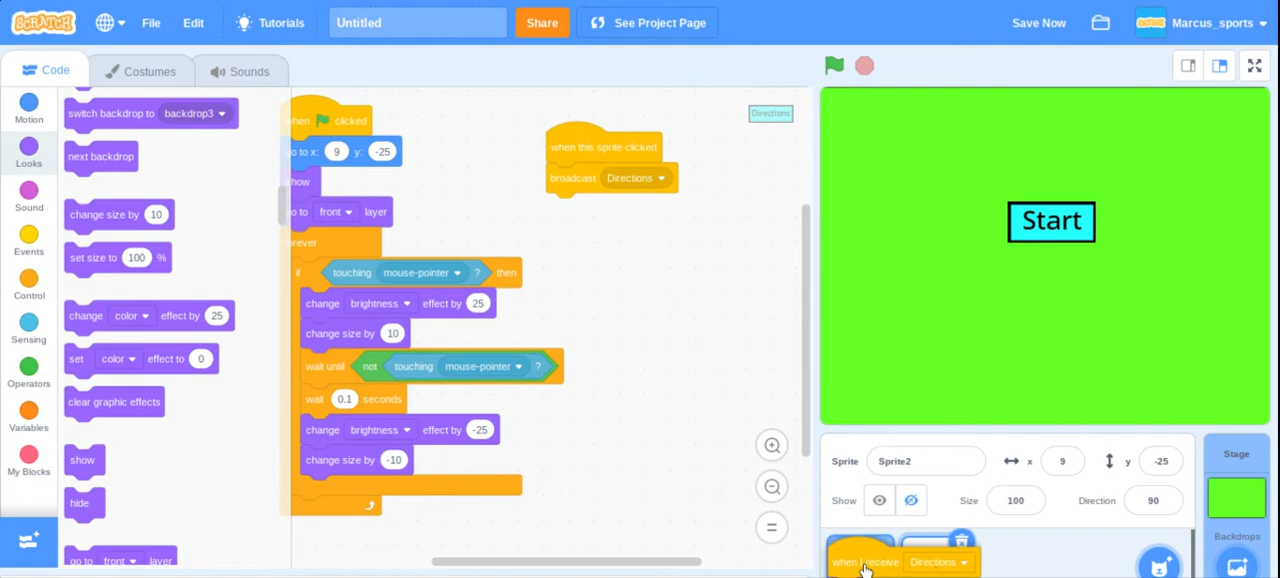 SCRATCH File Edit Tutorials Untitled Share See Project Page Save Now Marcus_sports
Code Costumes Sounds
Motion
Looks
Sound
Events
Control
Sensing
Operators
Variables
My Blocks
switch backdrop to backdrop3
next backdrop
change size by 10
set size to 100 %
change color effect by 25
set color effect to 0
clear graphic effects
show
hide
go to front layer
when clicked
go to x: 9 y: -25
show
go to front layer
forever
if touching mouse-pointer ? then
change brightness effect by 25
change size by 10
wait until not touching mouse-pointer ?
wait 0.1 seconds
change brightness effect by -25
change size by -10
when this sprite clicked
broadcast Directions
Directions
Start
Sprite Sprite2 x 9 y -25
Show Size 100 Direction 90
when I receive Directions
Stage
Backdrops